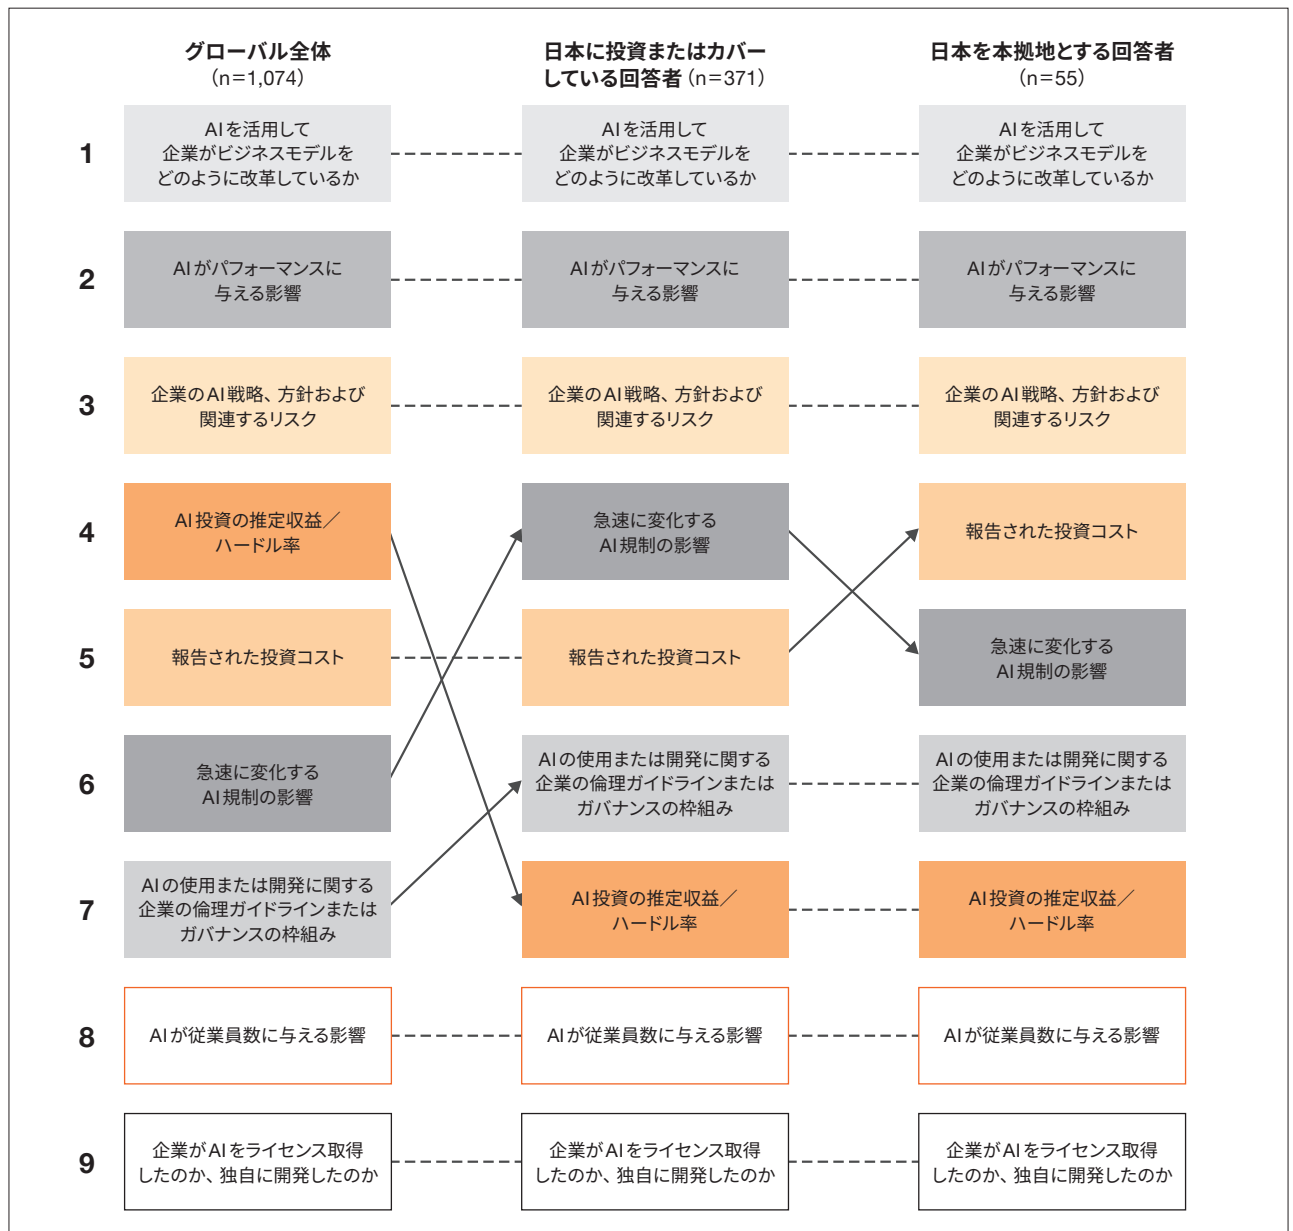 グローバル全体
(n=1,074)
日本に投資またはカバー
している回答者 (n=371)
日本を本拠地とする回答者
(n=55)
1
AIを活用して
企業がビジネスモデルを
どのように改革しているか
AIを活用して
企業がビジネスモデルを
どのように改革しているか
AIを活用して
企業がビジネスモデルを
どのように改革しているか
2
AIがパフォーマンスに
与える影響
AIがパフォーマンスに
与える影響
AIがパフォーマンスに
与える影響
3
企業のAI戦略、方針および
関連するリスク
企業のAI戦略、方針および
関連するリスク
企業のAI戦略、方針および
関連するリスク
4
AI投資の推定収益／
ハードル率
急速に変化する
AI規制の影響
報告された投資コスト
5
報告された投資コスト
報告された投資コスト
急速に変化する
AI規制の影響
6
急速に変化する
AI規制の影響
AIの使用または開発に関する
企業の倫理ガイドラインまたは
ガバナンスの枠組み
AIの使用または開発に関する
企業の倫理ガイドラインまたは
ガバナンスの枠組み
7
AIの使用または開発に関する
企業の倫理ガイドラインまたは
ガバナンスの枠組み
AI投資の推定収益／
ハードル率
AI投資の推定収益／
ハードル率
8
AIが従業員数に与える影響
AIが従業員数に与える影響
AIが従業員数に与える影響
9
企業がAIをライセンス取得
したのか、独自に開発したのか
企業がAIをライセンス取得
したのか、独自に開発したのか
企業がAIをライセンス取得
したのか、独自に開発したのか